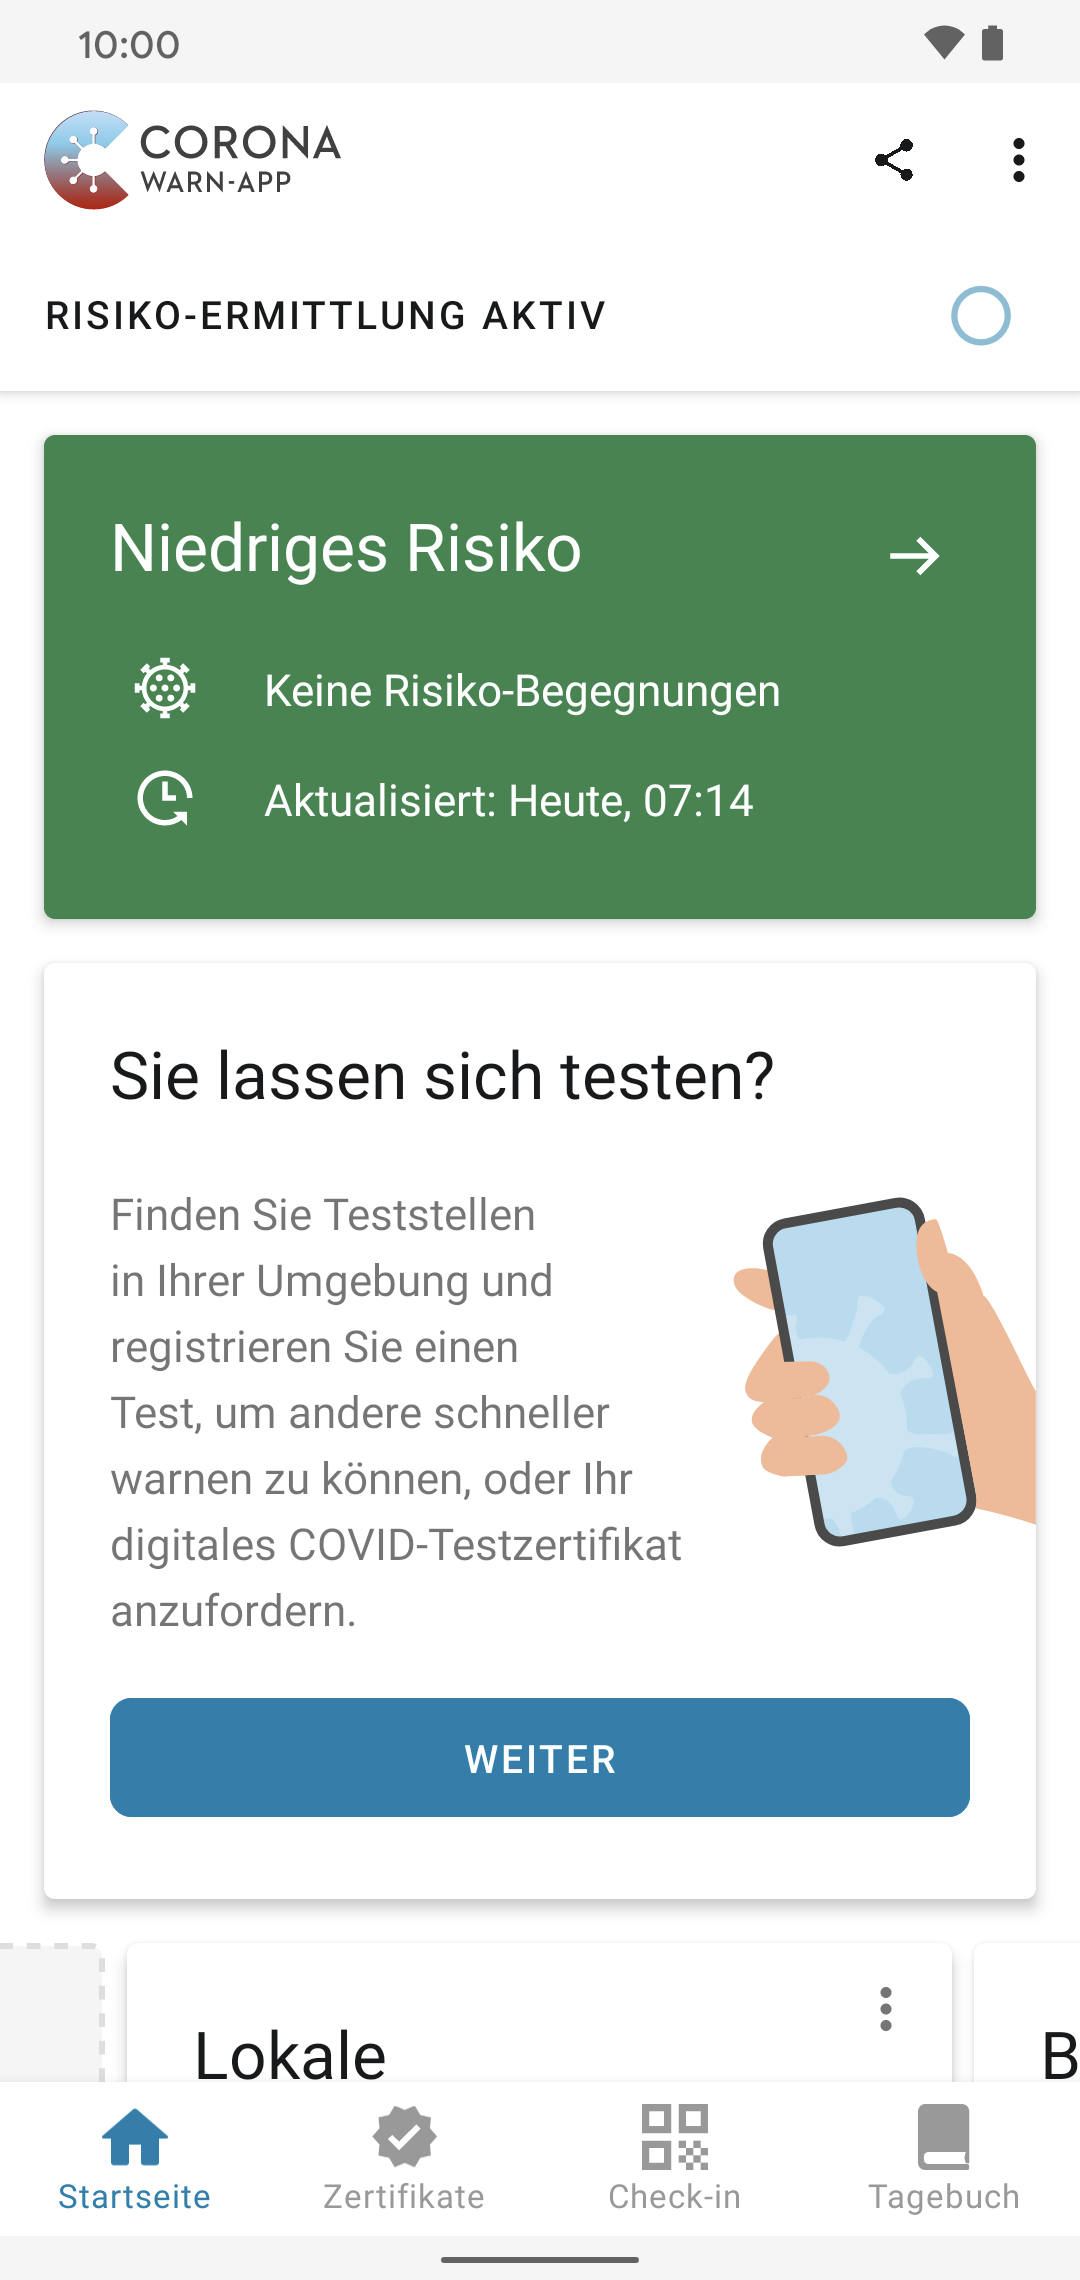 10:00
CORONA
WARN-APP
RISIKO-ERMITTLUNG AKTIV
Niedriges Risiko
Keine Risiko-Begegnungen
Aktualisiert: Heute, 07:14
Sie lassen sich testen?
Finden Sie Teststellen
in Ihrer Umgebung und
registrieren Sie einen
Test, um andere schneller
warnen zu können, oder Ihr
digitales COVID-Testzertifikat
anzufordern.
WEITER
Lokale
B
Startseite
Zertifikate
Check-in
Tagebuch